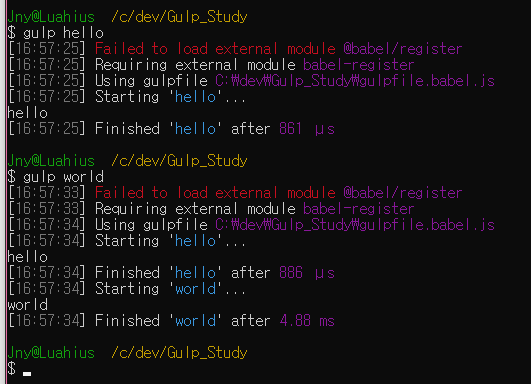 Jny@Luahius  /c/dev/Gulp_Study
$ gulp hello
[16:57:25] Failed to load external module @babel/register
[16:57:25] Requiring external module babel-register
[16:57:25] Using gulpfile C:₩dev₩Gulp_Study₩gulpfile.babel.js
[16:57:25] Starting 'hello'...
hello
[16:57:25] Finished 'hello' after 861 μs

Jny@Luahius  /c/dev/Gulp_Study
$ gulp world
[16:57:33] Failed to load external module @babel/register
[16:57:33] Requiring external module babel-register
[16:57:34] Using gulpfile C:₩dev₩Gulp_Study₩gulpfile.babel.js
[16:57:34] Starting 'hello'...
hello
[16:57:34] Finished 'hello' after 886 μs
[16:57:34] Starting 'world'...
world
[16:57:34] Finished 'world' after 4.88 ms

Jny@Luahius  /c/dev/Gulp_Study
$